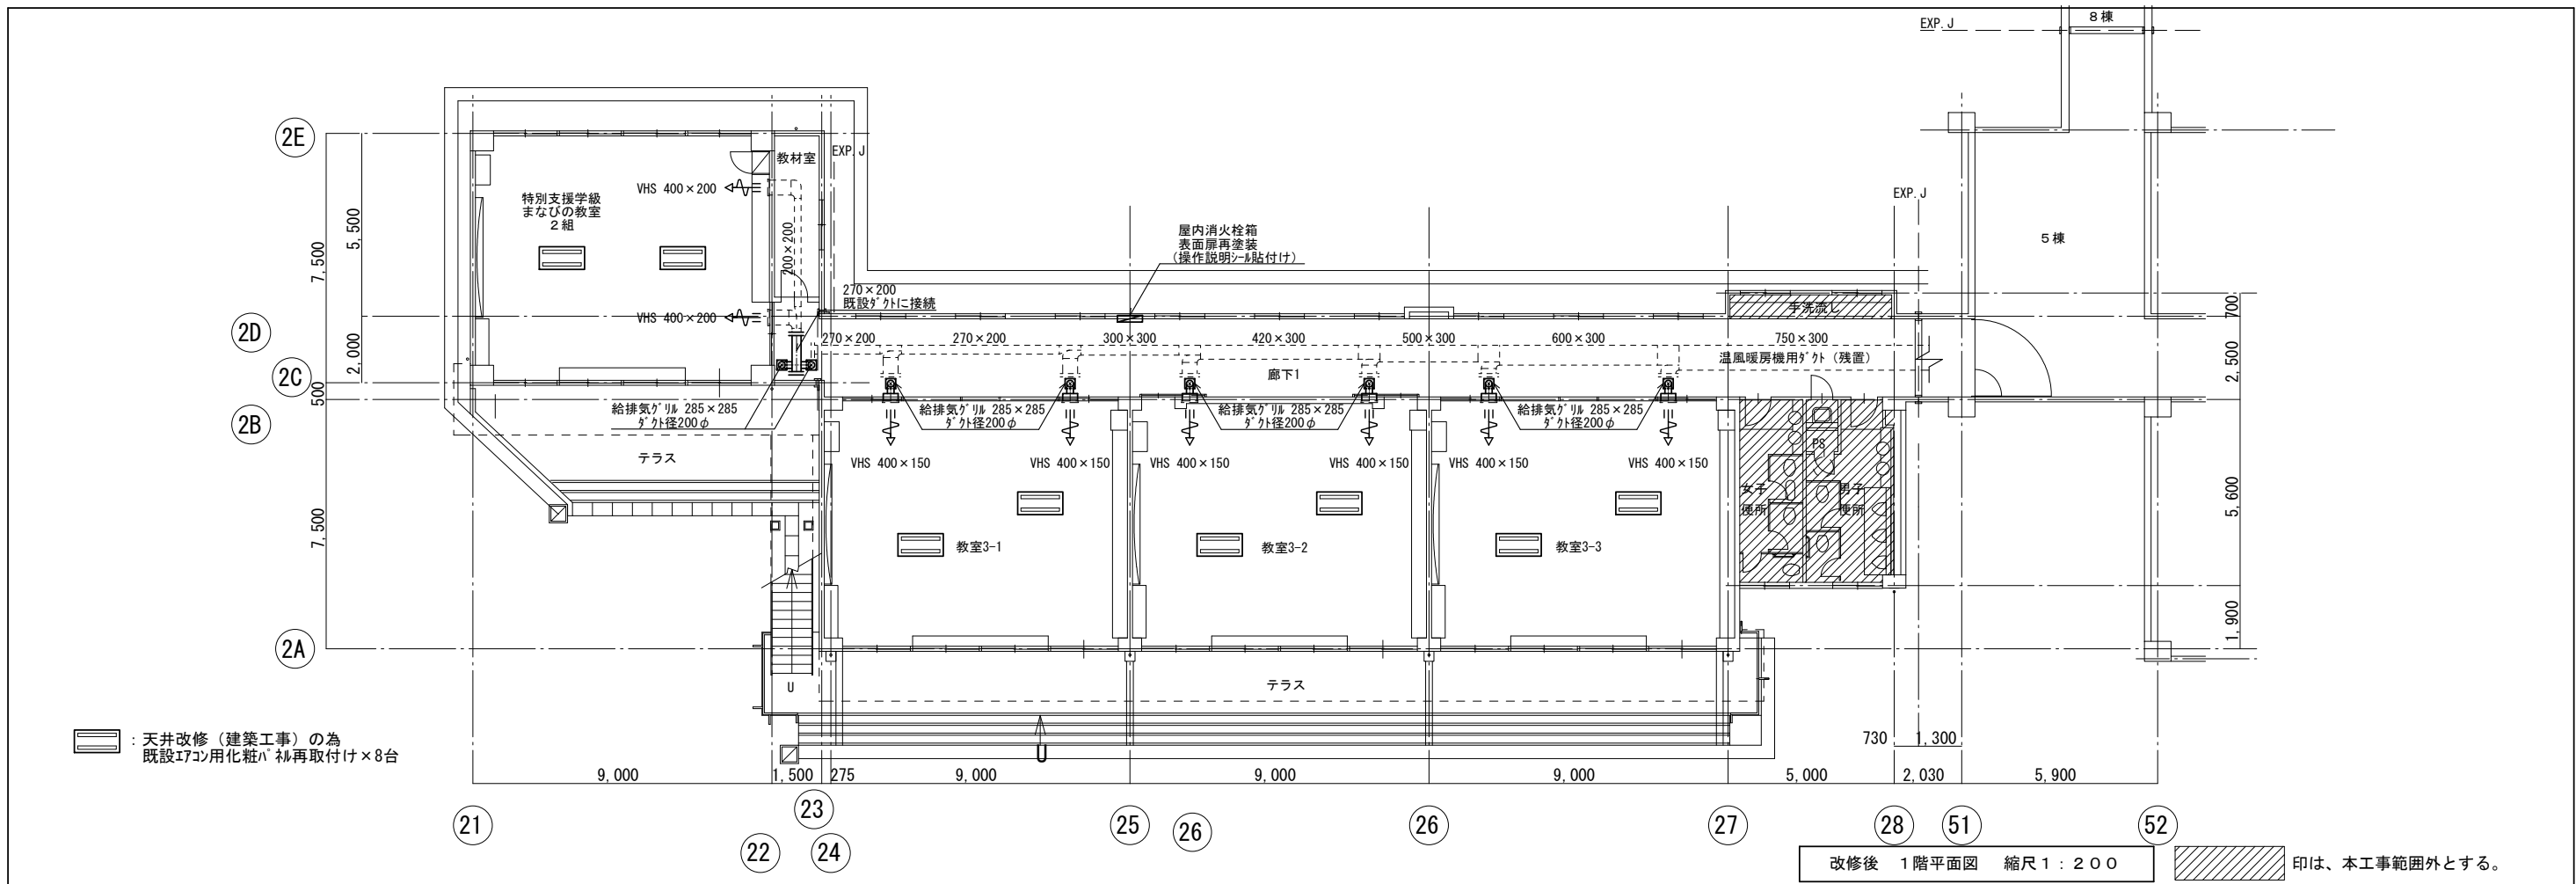 EXP. J
8棟
2E
教材室
EXP. J
VHS 400×200
特別支援学級
まなびの教室
2組
EXP. J
5,500
7,500
200×200
屋内消火栓箱
表面扉再塗装
(操作説明シール貼付け)
5棟
270×200
既設ダクトに接続
手洗流し
700
VHS 400×200
2D
270×200
270×200
300×300
420×300
500×300
600×300
750×300
温風暖房機用ダクト(残置)
2,000
2,500
2C
廊下1
500
給排気グリル 285×285
ダクト径200φ
給排気グリル 285×285
ダクト径200φ
給排気グリル 285×285
ダクト径200φ
給排気グリル 285×285
ダクト径200φ
2B
PS
テラス
VHS 400×150
VHS 400×150
VHS 400×150
VHS 400×150
VHS 400×150
VHS 400×150
女子
便所
男子
便所
5,600
7,500
教室3-1
教室3-2
教室3-3
1,900
2A
U
テラス
U
:天井改修(建築工事)の為
既設エアコン用化粧パネル再取付け×8台
730
1,300
9,000
1,500
275
9,000
9,000
9,000
5,000
2,030
5,900
21
22
23
24
25
26
26
27
28
51
52
改修後 1階平面図 縮尺1:200
印は、本工事範囲外とする。